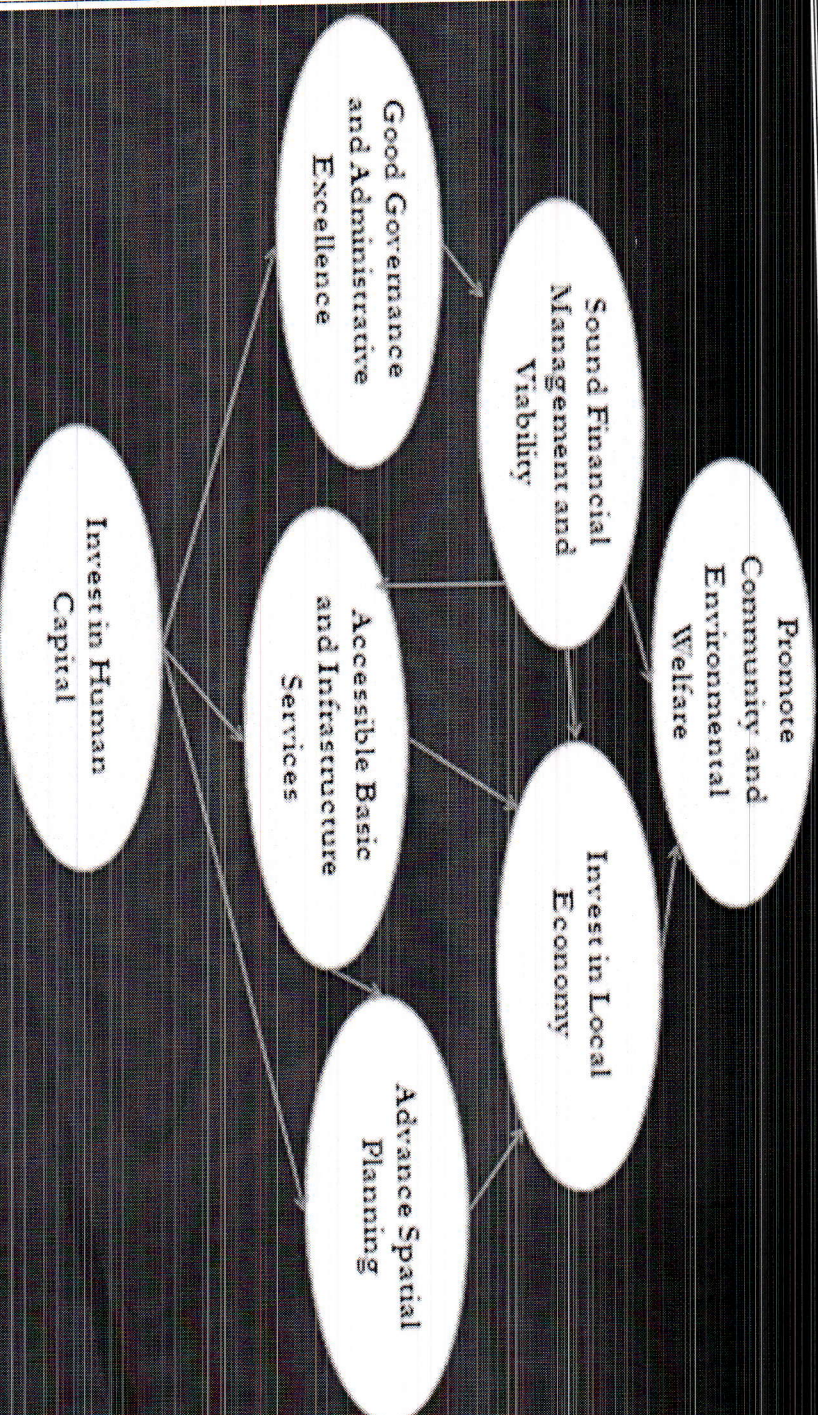 Promote
Community and
Environmental
Welfare
Sound Financial
Management and
Viability
Invest in Local
Economy
Good Governance
and Administrative
Excellence
Accessible Basic
and Infrastructure
Services
Advance Spatial
Planning
Invest in Human
Capital